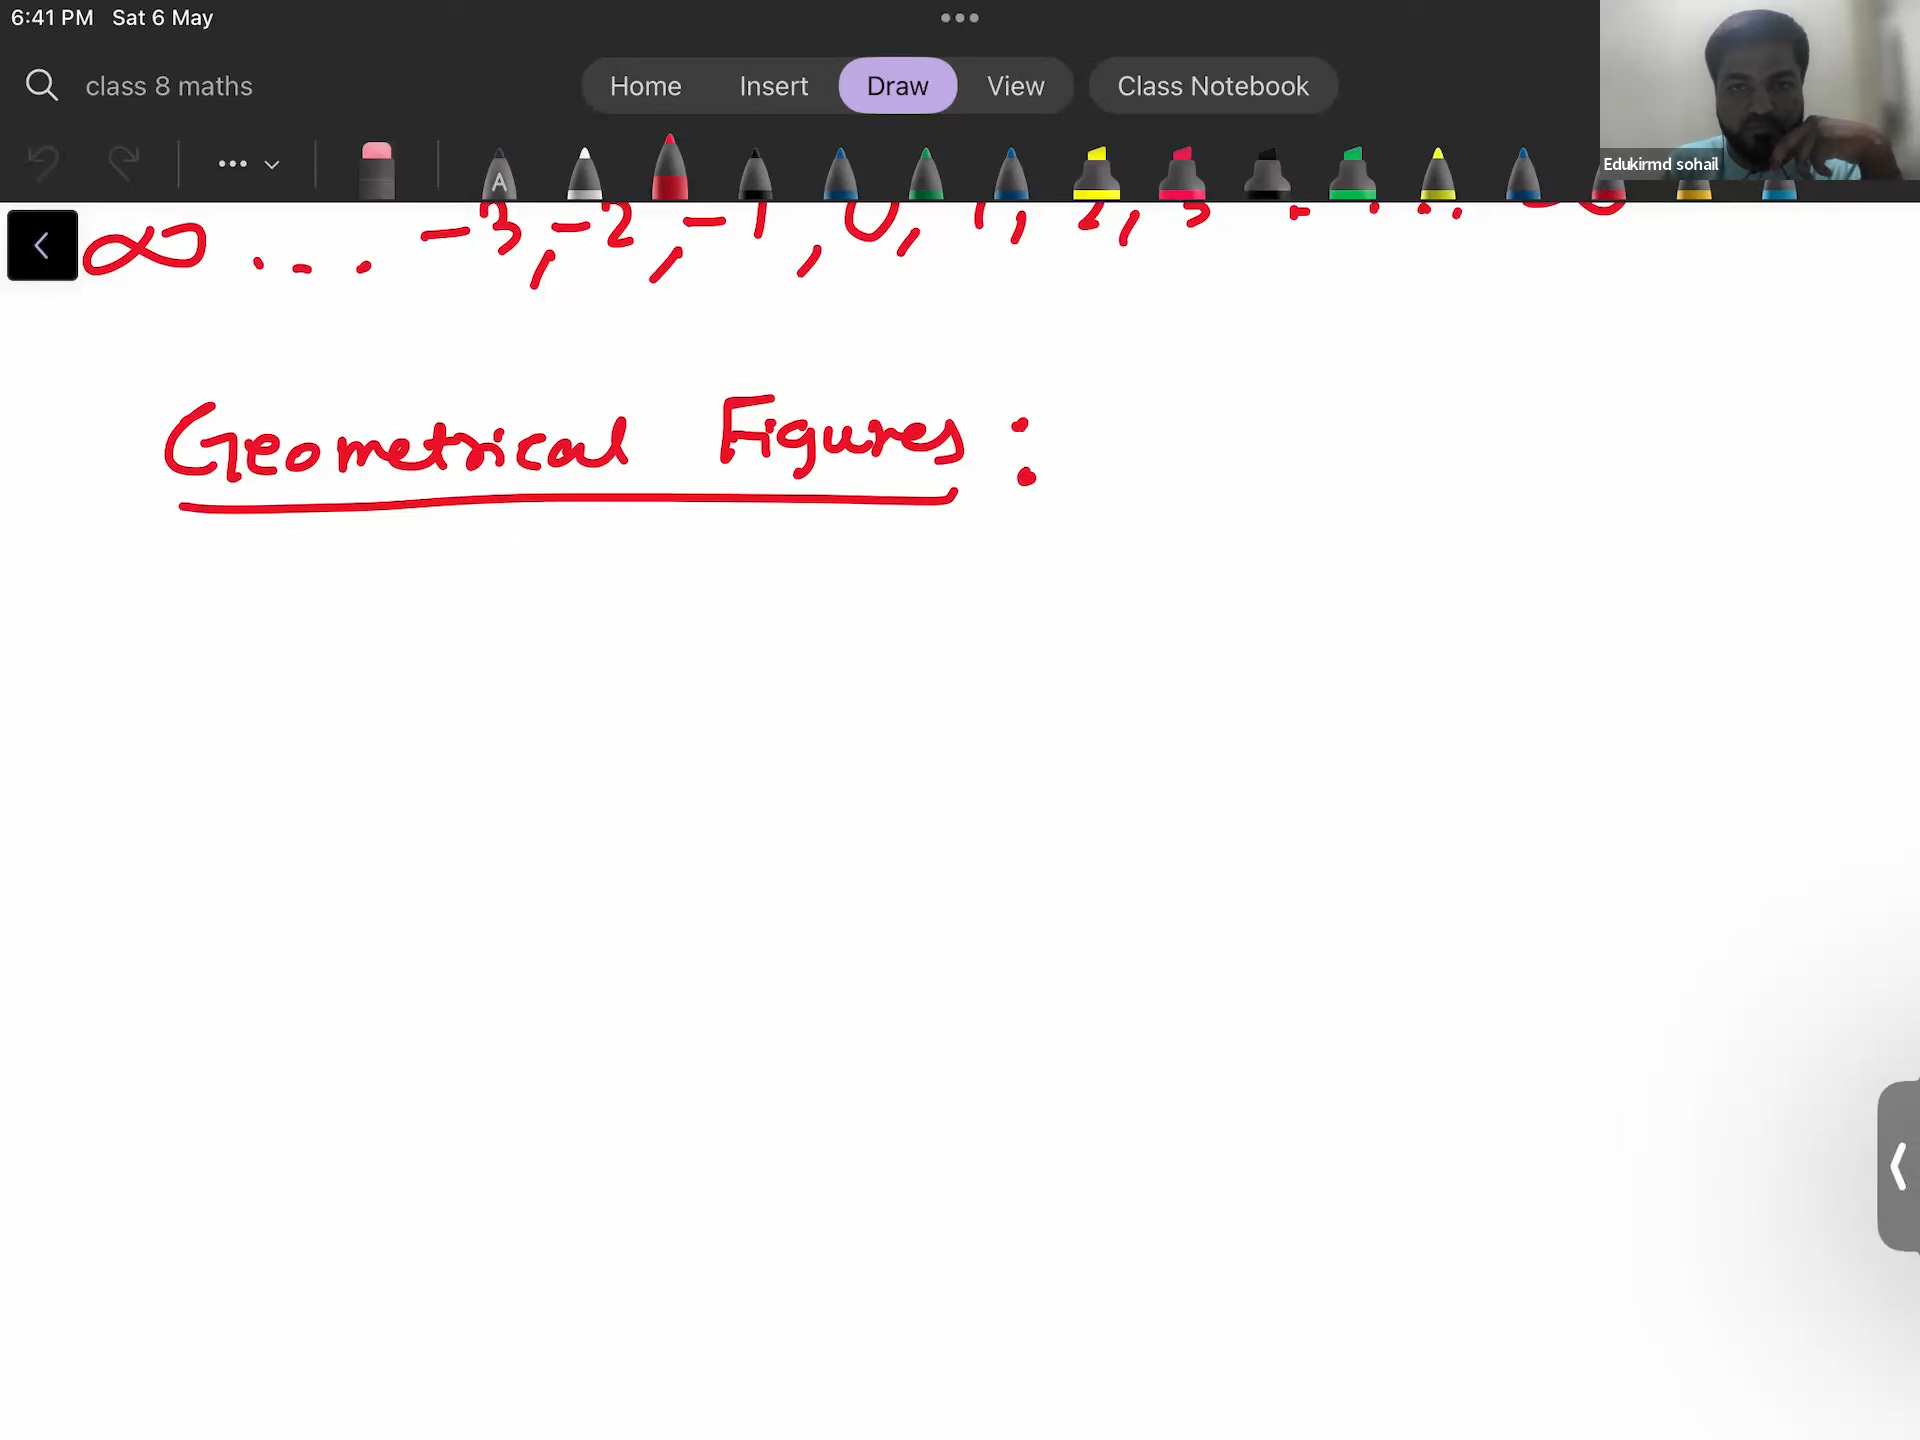 6:41 PM Sat 6 May
class 8 maths
Home Insert Draw View Class Notebook
A
Edukirmd sohail
∞ ... -3, -2, -1, 0, 1, 2, 3
Geometrical Figures :